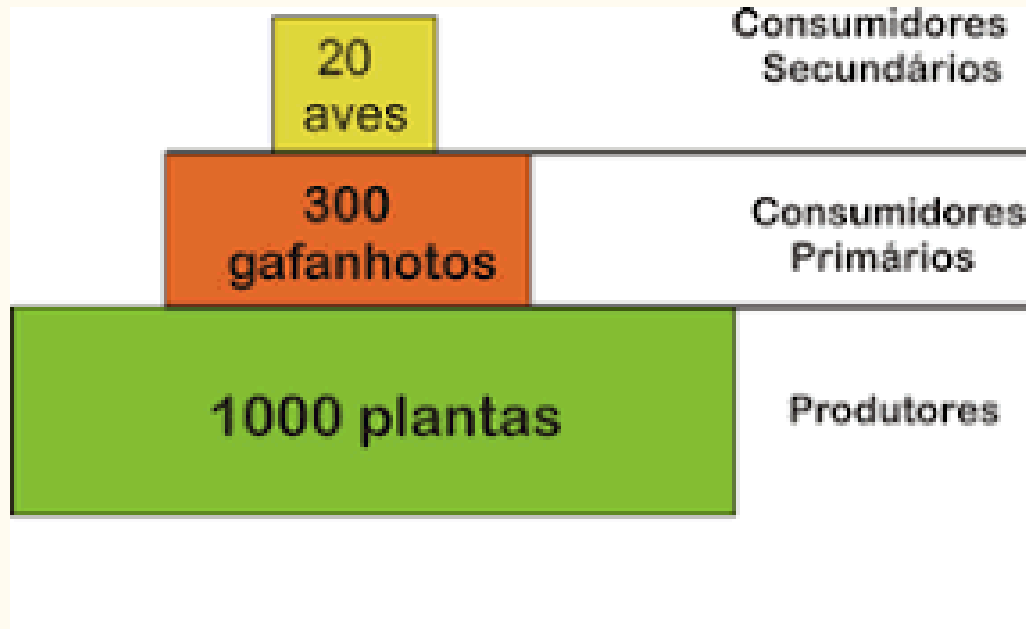 20
aves
Consumidores
Secundários
300
gafanhotos
Consumidores
Primários
1000 plantas
Produtores